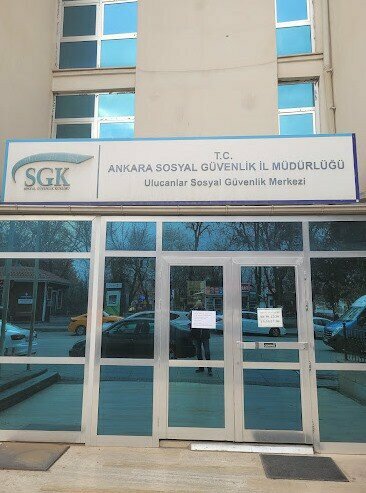 SGK
SOSYAL GÜVENLİK KURUMU
T.C.
ANKARA SOSYAL GÜVENLİK İL MÜDÜRLÜĞÜ
Ulucanlar Sosyal Güvenlik Merkezi